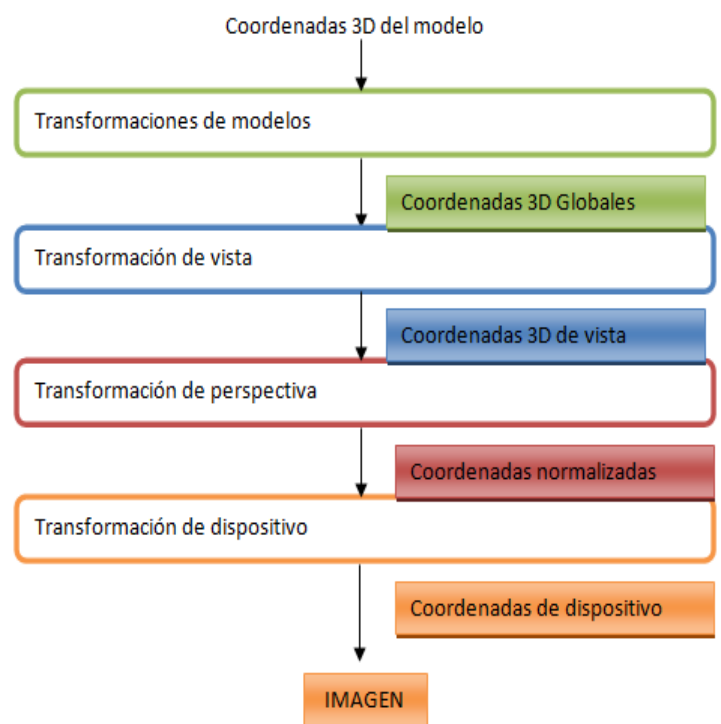 Coordenadas 3D del modelo
Transformaciones de modelos
Coordenadas 3D Globales
Transformación de vista
Coordenadas 3D de vista
Transformación de perspectiva
Coordenadas normalizadas
Transformación de dispositivo
Coordenadas de dispositivo
IMAGEN